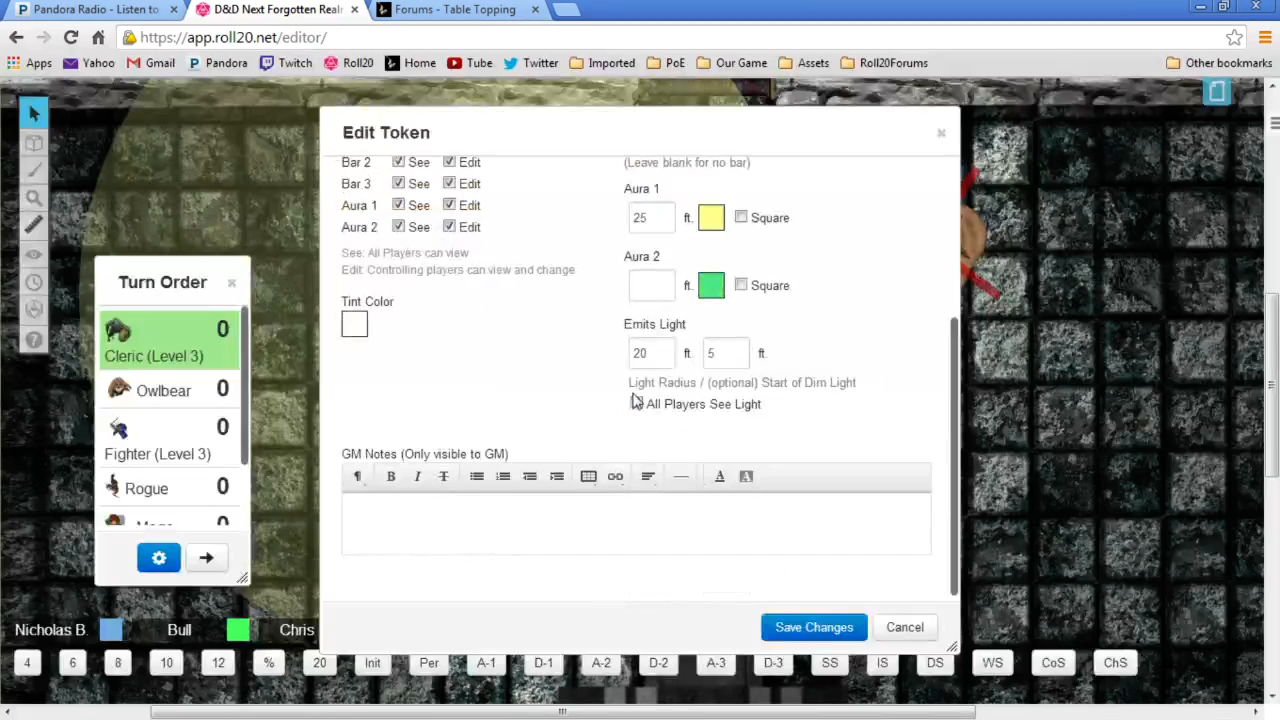 Pandora Radio - Listen to
D&D Next Forgotten Realm
Forums - Table Topping
https://app.roll20.net/editor/
Apps
Yahoo
Gmail
Pandora
Twitch
Roll20
Home
Tube
Twitter
Imported
PoE
Our Game
Assets
Roll20Forums
Other bookmarks
Edit Token
Bar 2 See Edit
Bar 3 See Edit
Aura 1 See Edit
Aura 2 See Edit
See: All Players can view
Edit: Controlling players can view and change
Tint Color
(Leave blank for no bar)
Aura 1
25 ft. Square
Aura 2
ft. Square
Emits Light
20 ft. 5 ft.
Light Radius / (optional) Start of Dim Light
All Players See Light
GM Notes (Only visible to GM)
B I T A A
Save Changes
Cancel
Turn Order
0
Cleric (Level 3)
Owlbear 0
0
Fighter (Level 3)
Rogue 0
Nicholas B.
Bull
Chris
4 6 8 10 12 % 20 Init Per A-1 D-1 A-2 D-2 A-3 D-3 SS IS DS WS CoS ChS